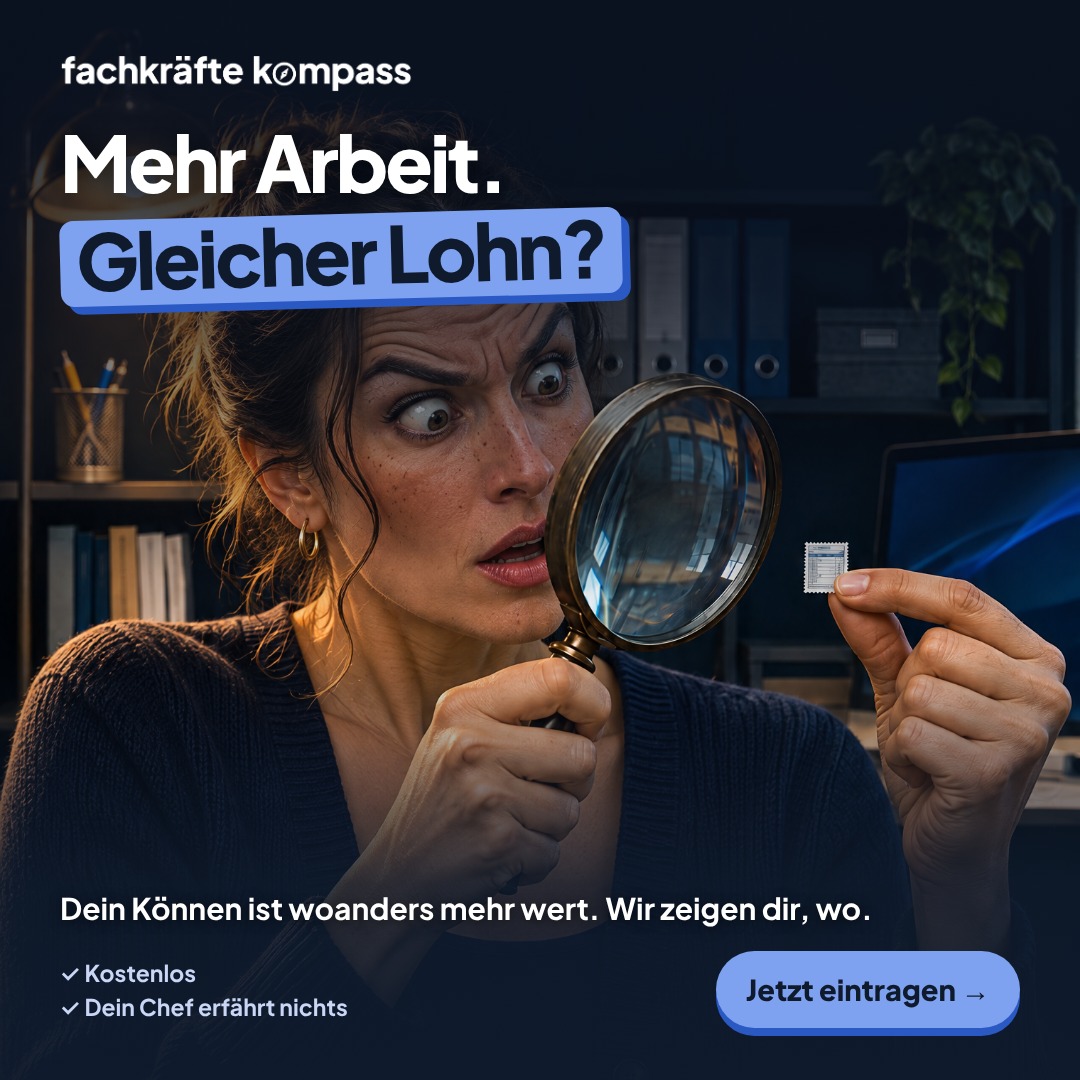 fachkräfte kompass
Mehr Arbeit.
Gleicher Lohn?
Dein Können ist woanders mehr wert. Wir zeigen dir, wo.
✓ Kostenlos
✓ Dein Chef erfährt nichts
Jetzt eintragen →